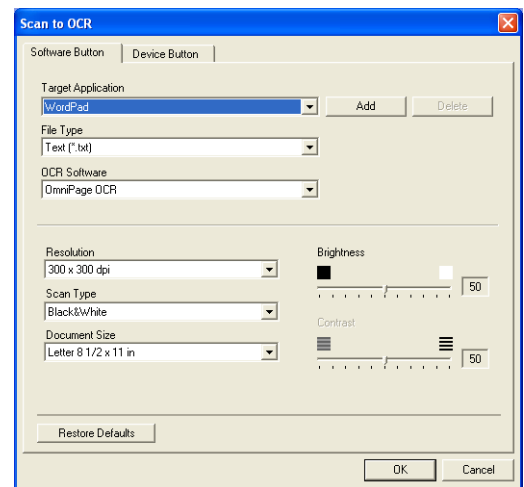 Scan to OCR
Software Button Device Button
Target Application
WordPad Add Delete
File Type
Text (*.txt)
OCR Software
OmniPage OCR
Resolution Brightness
300 x 300 dpi 50
Scan Type
Black&White Contrast
Document Size
Letter 8 1/2 x 11 in 50
Restore Defaults
OK Cancel